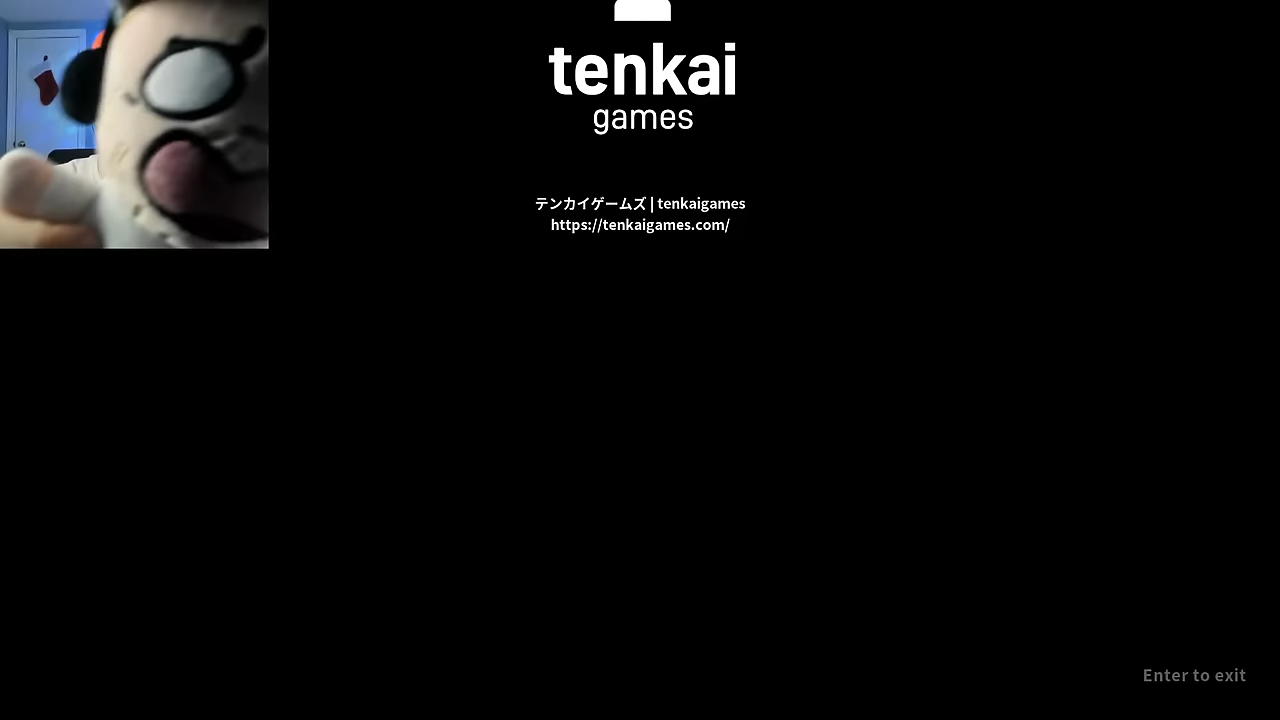 tenkai
games
テンカイゲームズ | tenkaigames
https://tenkaigames.com/
Enter to exit